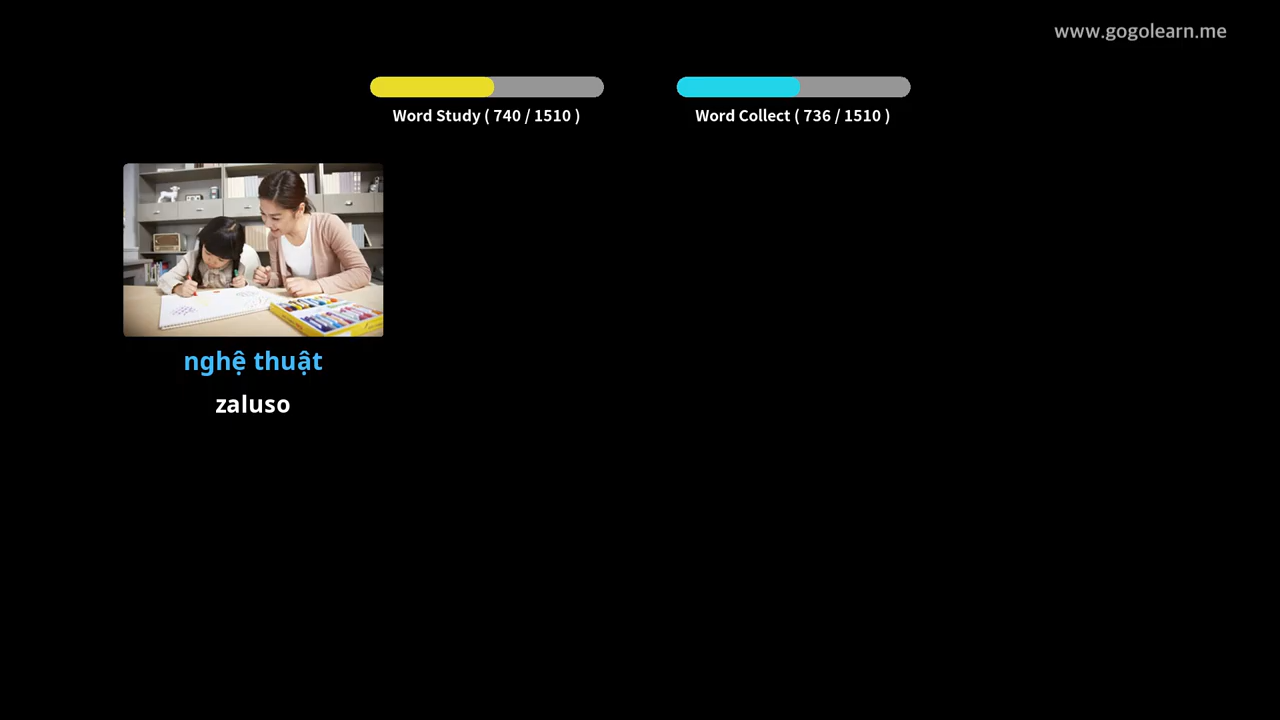 www.gogolearn.me
Word Study ( 740 / 1510 )
Word Collect ( 736 / 1510 )
nghệ thuật
zaluso